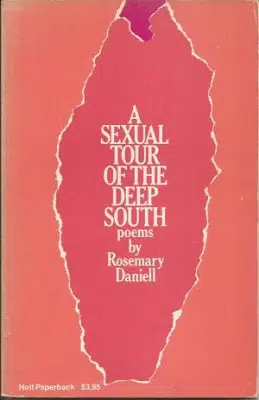 A
SEXUAL
TOUR
OF THE
DEEP
SOUTH
poems
by
Rosemary
Daniell
Holt Paperback $3.95